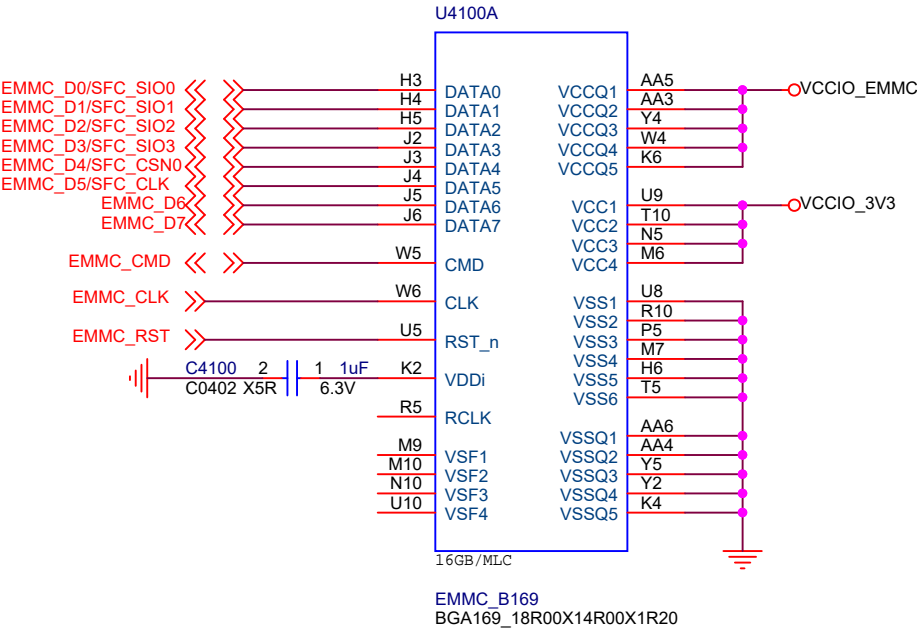 U4100A
EMMC_D0/SFC_SIO0 H3 DATA0 VCCQ1 AA5 VCCIO_EMMC
EMMC_D1/SFC_SIO1 H4 DATA1 VCCQ2 AA3
EMMC_D2/SFC_SIO2 H5 DATA2 VCCQ3 Y4
EMMC_D3/SFC_SIO3 J2 DATA3 VCCQ4 W4
EMMC_D4/SFC_CSN0 J3 DATA4 VCCQ5 K6
EMMC_D5/SFC_CLK J4 DATA5
EMMC_D6 J5 DATA6 VCC1 U9 VCCIO_3V3
EMMC_D7 J6 DATA7 VCC2 T10
VCC3 N5
EMMC_CMD W5 CMD VCC4 M6
EMMC_CLK W6 CLK VSS1 U8
VSS2 R10
EMMC_RST U5 RST_n VSS3 P5
VSS4 M7
C4100 2 1 1uF K2 VDDi VSS5 H6
C0402 X5R 6.3V VSS6 T5
R5 RCLK
VSSQ1 AA6
M9 VSF1 VSSQ2 AA4
M10 VSF2 VSSQ3 Y5
N10 VSF3 VSSQ4 Y2
U10 VSF4 VSSQ5 K4
16GB/MLC
EMMC_B169
BGA169_18R00X14R00X1R20